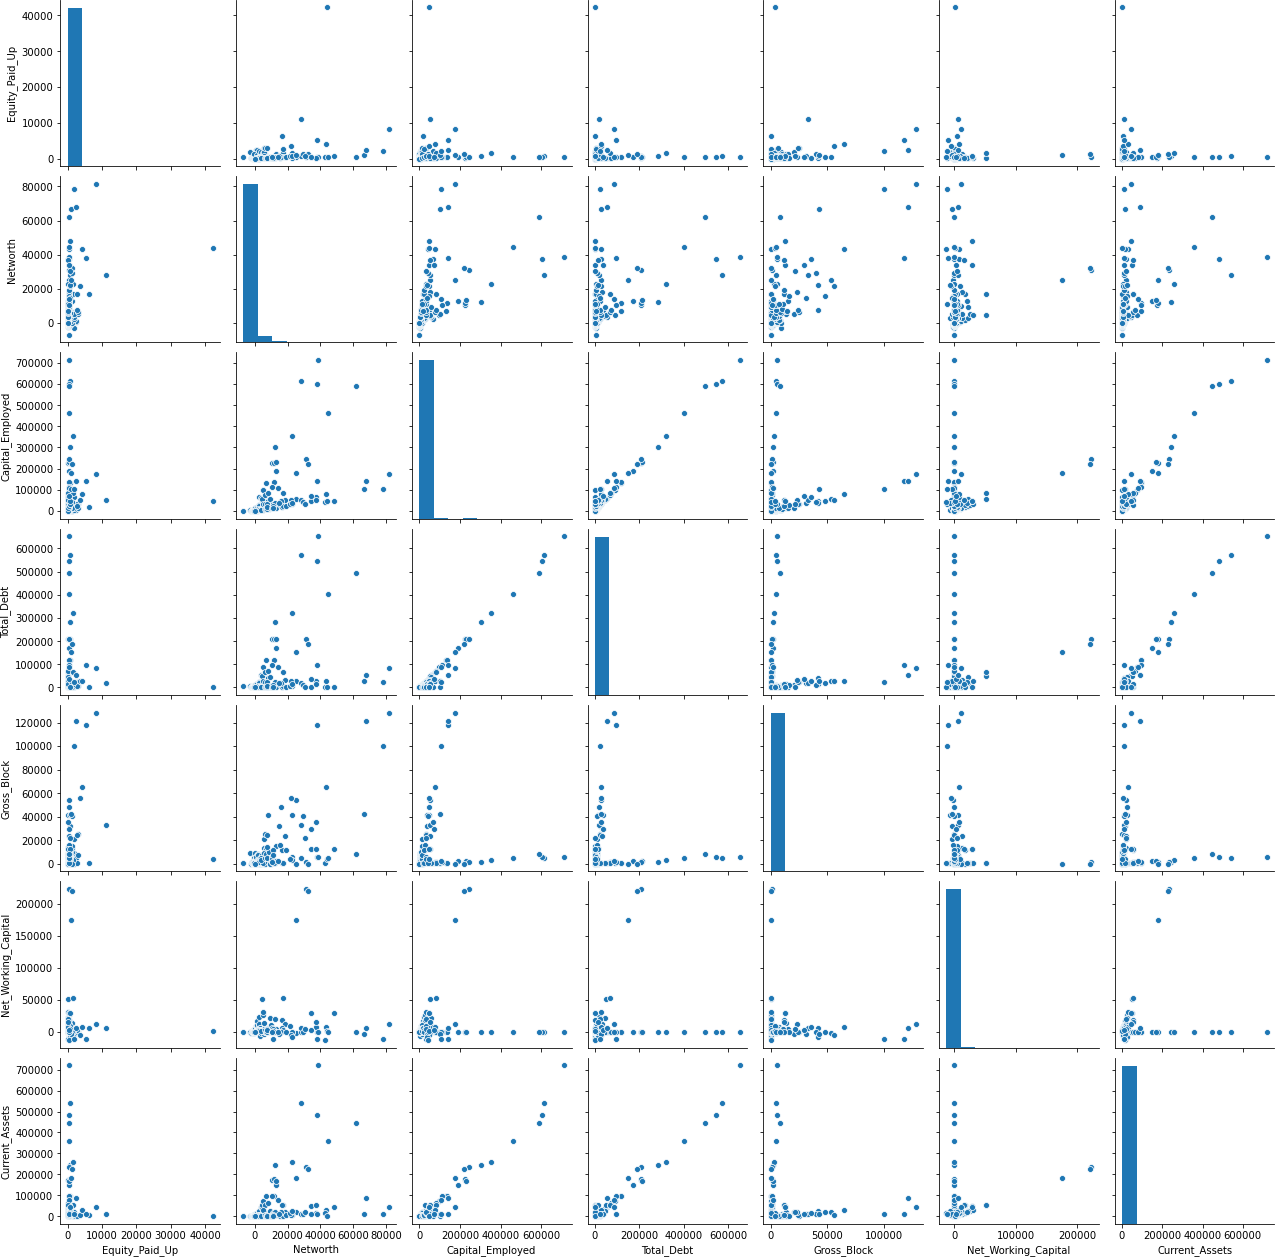 40000
30000
20000
10000
0
Equity_Paid_Up
80000
60000
40000
20000
0
Networth
700000
600000
500000
400000
300000
200000
100000
0
Capital_Employed
600000
500000
400000
300000
200000
100000
0
Total_Debt
120000
100000
80000
60000
40000
20000
0
Gross_Block
200000
150000
100000
50000
0
Net_Working_Capital
700000
600000
500000
400000
300000
200000
100000
0
Current_Assets
0 10000 20000 30000 40000
Equity_Paid_Up
0 20000 40000 60000 80000
Networth
0 200000 400000 600000
Capital_Employed
0 200000 400000 600000
Total_Debt
0 50000 100000
Gross_Block
0 100000 200000
Net_Working_Capital
0 200000 400000 600000
Current_Assets